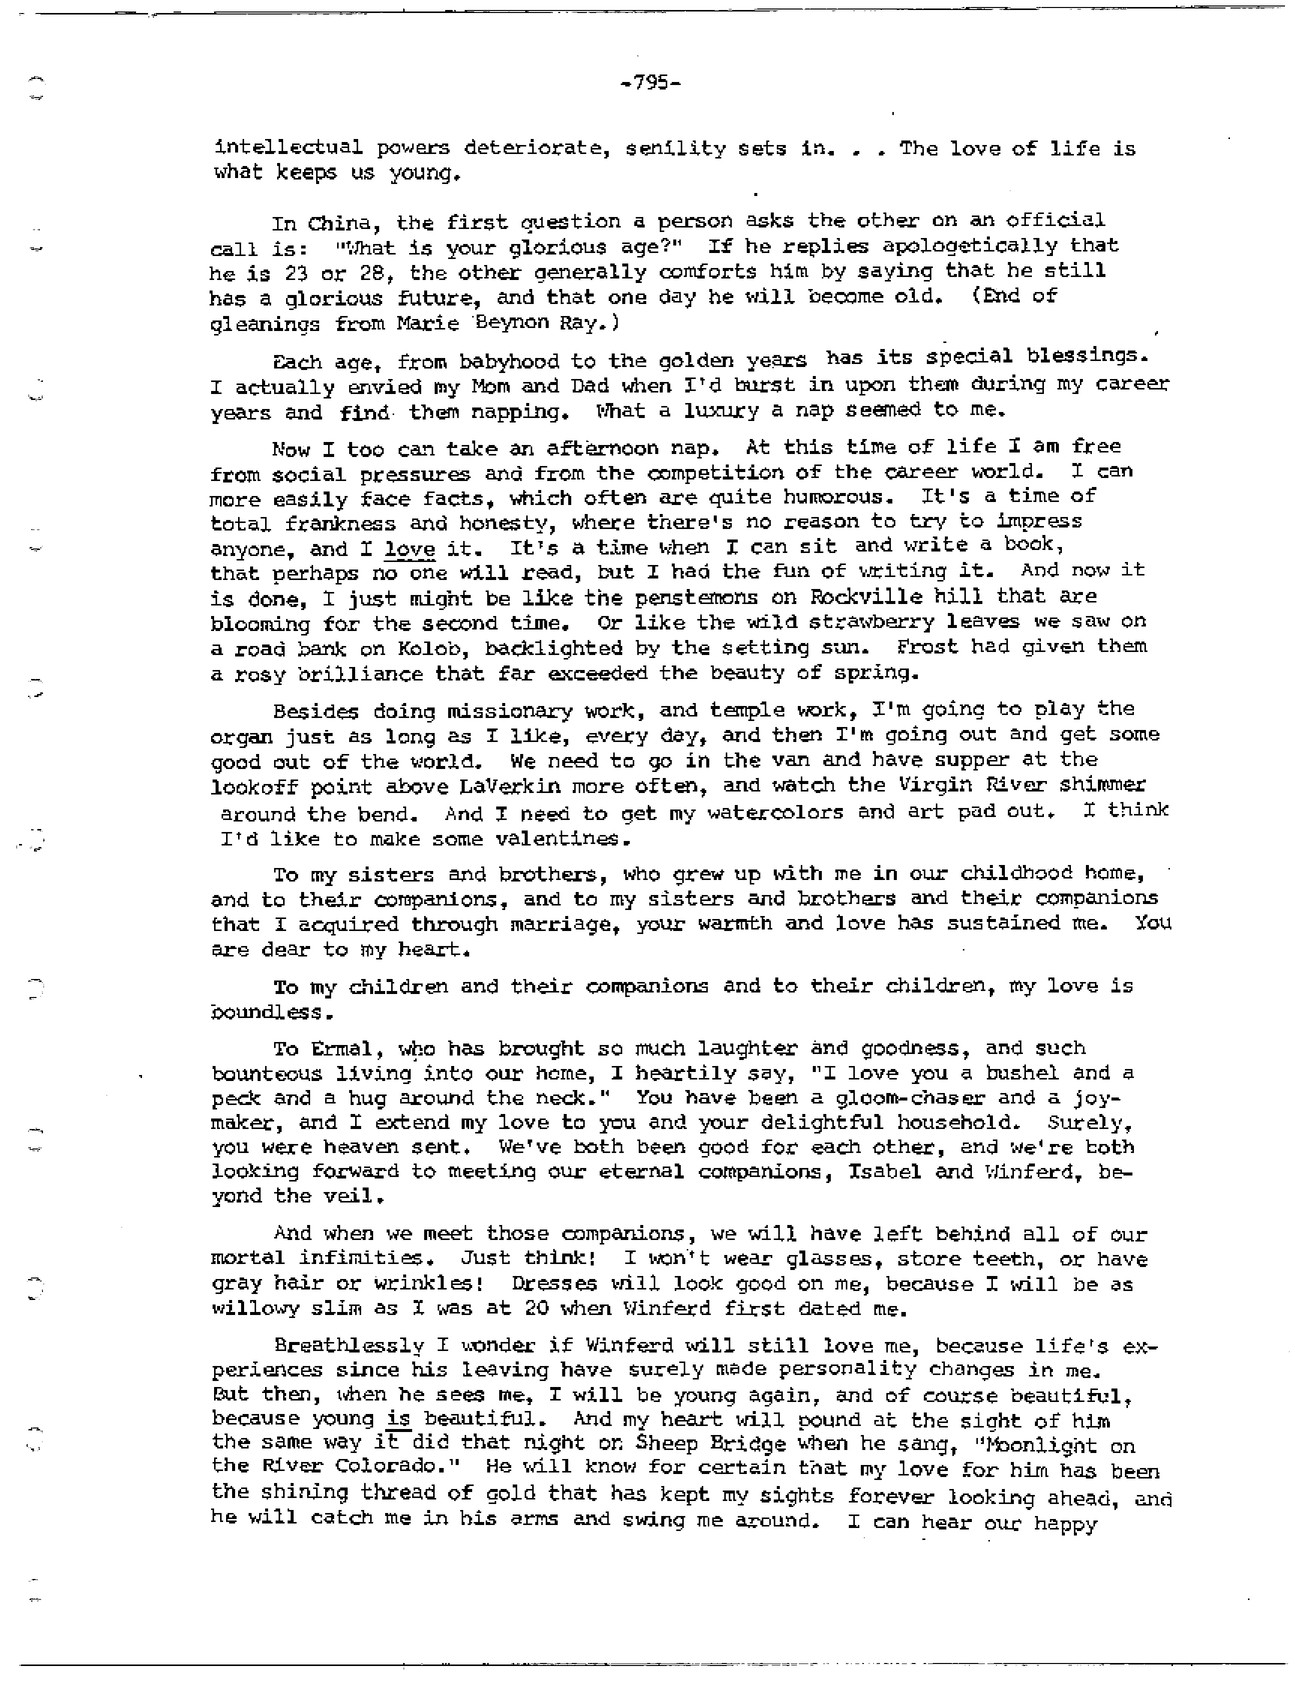 -795-
intellectual powers deteriorate, senility sets in. . . The love of life is
what keeps us young.
In China, the first question a person asks the other on an official
call is: "What is your glorious age?" If he replies apologetically that
he is 23 or 28, the other generally comforts him by saying that he still
has a glorious future, and that one day he will become old. (End of
gleanings from Marie Beynon Ray.)
Each age, from babyhood to the golden years has its special blessings.
I actually envied my Mom and Dad when I'd burst in upon them during my career
years and find them napping. What a luxury a nap seemed to me.
Now I too can take an afternoon nap. At this time of life I am free
from social pressures and from the competition of the career world. I can
more easily face facts, which often are quite humorous. It's a time of
total frankness and honesty, where there's no reason to try to impress
anyone, and I love it. It's a time when I can sit and write a book,
that perhaps no one will read, but I had the fun of writing it. And now it
is done, I just might be like the penstemons on Rockville hill that are
blooming for the second time. Or like the wild strawberry leaves we saw on
a road bank on Kolob, backlighted by the setting sun. Frost had given them
a rosy brilliance that far exceeded the beauty of spring.
Besides doing missionary work, and temple work, I'm going to play the
organ just as long as I like, every day, and then I'm going out and get some
good out of the world. We need to go in the van and have supper at the
lookoff point above LaVerkin more often, and watch the Virgin River shimmer
around the bend. And I need to get my watercolors and art pad out. I think
I'd like to make some valentines.
To my sisters and brothers, who grew up with me in our childhood home,
and to their companions, and to my sisters and brothers and their companions
that I acquired through marriage, your warmth and love has sustained me. You
are dear to my heart.
To my children and their companions and to their children, my love is
boundless.
To Ermal, who has brought so much laughter and goodness, and such
bounteous living into our home, I heartily say, "I love you a bushel and a
peck and a hug around the neck." You have been a gloom-chaser and a joy-
maker, and I extend my love to you and your delightful household. Surely,
you were heaven sent. We've both been good for each other, and we're both
looking forward to meeting our eternal companions, Isabel and Winferd, be-
yond the veil.
And when we meet those companions, we will have left behind all of our
mortal infimities. Just think! I won't wear glasses, store teeth, or have
gray hair or wrinkles! Dresses will look good on me, because I will be as
willowy slim as I was at 20 when Winferd first dated me.
Breathlessly I wonder if Winferd will still love me, because life's ex-
periences since his leaving have surely made personality changes in me.
But then, when he sees me, I will be young again, and of course beautiful,
because young is beautiful. And my heart will pound at the sight of him
the same way it did that night on Sheep Bridge when he sang, "Moonlight on
the River Colorado." He will know for certain that my love for him has been
the shining thread of gold that has kept my sights forever looking ahead, and
he will catch me in his arms and swing me around. I can hear our happy